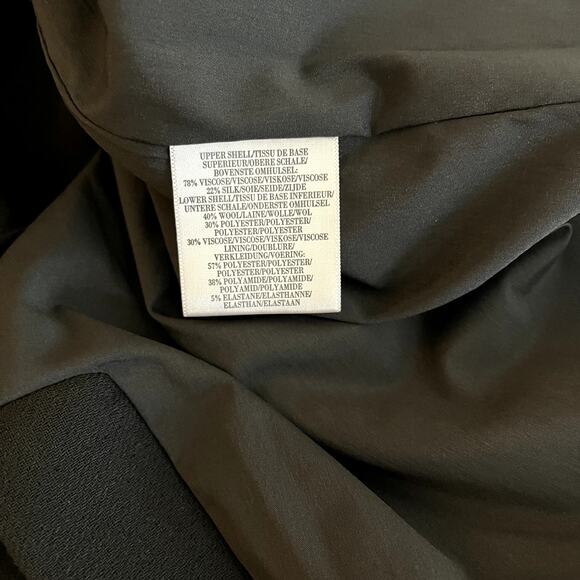 UPPER SHELL/TISSU DE BASE
SUPERIEUR/OBERE SCHALE/
BOVENSTE OMHULSEL:
78% VISCOSE/VISCOSE/VISKOSE/VISCOSE
22% SILK/SOIE/SEIDE/ZIJDE
LOWER SHELL/TISSU DE BASE INFERIEUR/
UNTERE SCHALE/ONDERSTE OMHULSEL
40% WOOL/LAINE/WOLLE/WOL
30% POLYESTER/POLYESTER/
POLYESTER/POLYESTER
30% VISCOSE/VISCOSE/VISKOSE/VISCOSE
LINING/DOUBLURE/
VERKLEIDUNG/VOERING:
57% POLYESTER/POLYESTER/
POLYESTER/POLYESTER
38% POLYAMIDE/POLYAMIDE/
POLYAMID/POLYAMIDE
5% ELASTANE/ELASTHANNE/
ELASTHAN/ELASTAAN